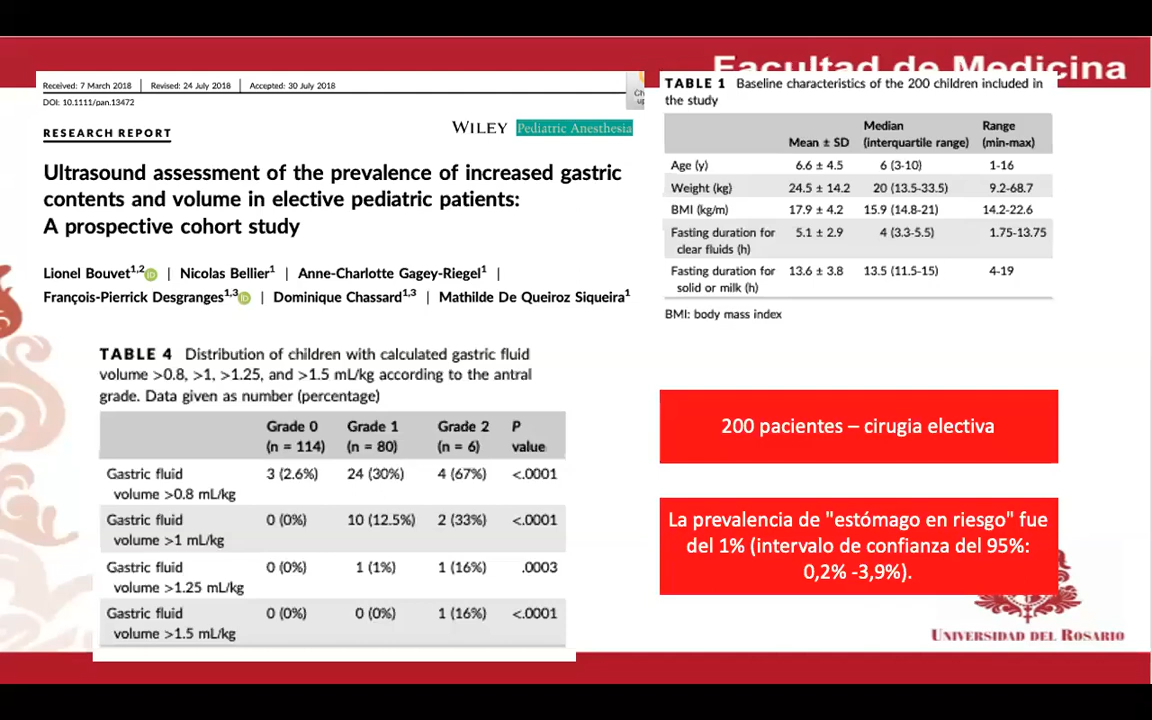 Facultad de Medicina
Received: 7 March 2018 | Revised: 24 July 2018 | Accepted: 30 July 2018
DOI: 10.1111/pan.13472
RESEARCH REPORT
WILEY Pediatric Anesthesia
Ultrasound assessment of the prevalence of increased gastric
contents and volume in elective pediatric patients:
A prospective cohort study
Lionel Bouvet1,2 | Nicolas Bellier1 | Anne-Charlotte Gagey-Riegel1 |
François-Pierrick Desgranges1,3 | Dominique Chassard1,3 | Mathilde De Queiroz Siqueira1
TABLE 4 Distribution of children with calculated gastric fluid
volume >0.8, >1, >1.25, and >1.5 mL/kg according to the antral
grade. Data given as number (percentage)
Grade 0 Grade 1 Grade 2 P
(n = 114) (n = 80) (n = 6) value
Gastric fluid 3 (2.6%) 24 (30%) 4 (67%) <.0001
volume >0.8 mL/kg
Gastric fluid 0 (0%) 10 (12.5%) 2 (33%) <.0001
volume >1 mL/kg
Gastric fluid 0 (0%) 1 (1%) 1 (16%) .0003
volume >1.25 mL/kg
Gastric fluid 0 (0%) 0 (0%) 1 (16%) <.0001
volume >1.5 mL/kg
TABLE 1 Baseline characteristics of the 200 children included in
the study
Median Range
Mean ± SD (interquartile range) (min-max)
Age (y) 6.6 ± 4.5 6 (3-10) 1-16
Weight (kg) 24.5 ± 14.2 20 (13.5-33.5) 9.2-68.7
BMI (kg/m) 17.9 ± 4.2 15.9 (14.8-21) 14.2-22.6
Fasting duration for 5.1 ± 2.9 4 (3.3-5.5) 1.75-13.75
clear fluids (h)
Fasting duration for 13.6 ± 3.8 13.5 (11.5-15) 4-19
solid or milk (h)
BMI: body mass index
200 pacientes – cirugia electiva
La prevalencia de "estómago en riesgo" fue
del 1% (intervalo de confianza del 95%:
0,2% -3,9%).
UNIVERSIDAD DEL ROSARIO